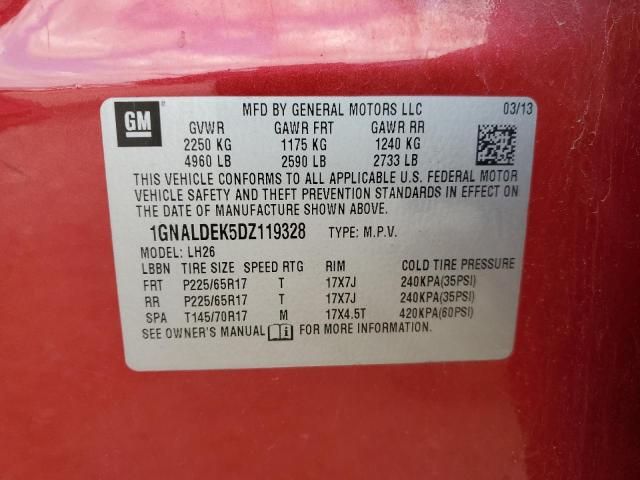 GM
MFD BY GENERAL MOTORS LLC 03/13
GVWR GAWR FRT GAWR RR
2250 KG 1175 KG 1240 KG
4960 LB 2590 LB 2733 LB
THIS VEHICLE CONFORMS TO ALL APPLICABLE U.S. FEDERAL MOTOR
VEHICLE SAFETY AND THEFT PREVENTION STANDARDS IN EFFECT ON
THE DATE OF MANUFACTURE SHOWN ABOVE.
1GNALDEK5DZ119328 TYPE: M.P.V.
MODEL: LH26
LBBN TIRE SIZE SPEED RTG RIM COLD TIRE PRESSURE
FRT P225/65R17 T 17X7J 240KPA(35PSI)
RR P225/65R17 T 17X7J 240KPA(35PSI)
SPA T145/70R17 M 17X4.5T 420KPA(60PSI)
SEE OWNER'S MANUAL FOR MORE INFORMATION.